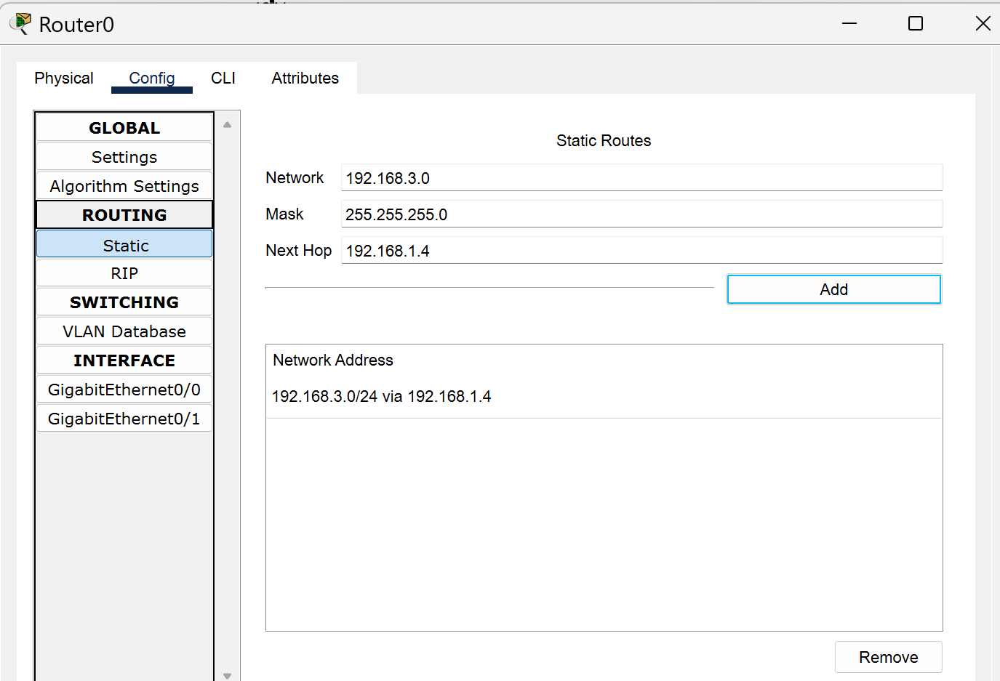 Router0
Physical Config CLI Attributes
GLOBAL
Settings
Algorithm Settings
ROUTING
Static
RIP
SWITCHING
VLAN Database
INTERFACE
GigabitEthernet0/0
GigabitEthernet0/1
Static Routes
Network 192.168.3.0
Mask 255.255.255.0
Next Hop 192.168.1.4
Add
Network Address
192.168.3.0/24 via 192.168.1.4
Remove